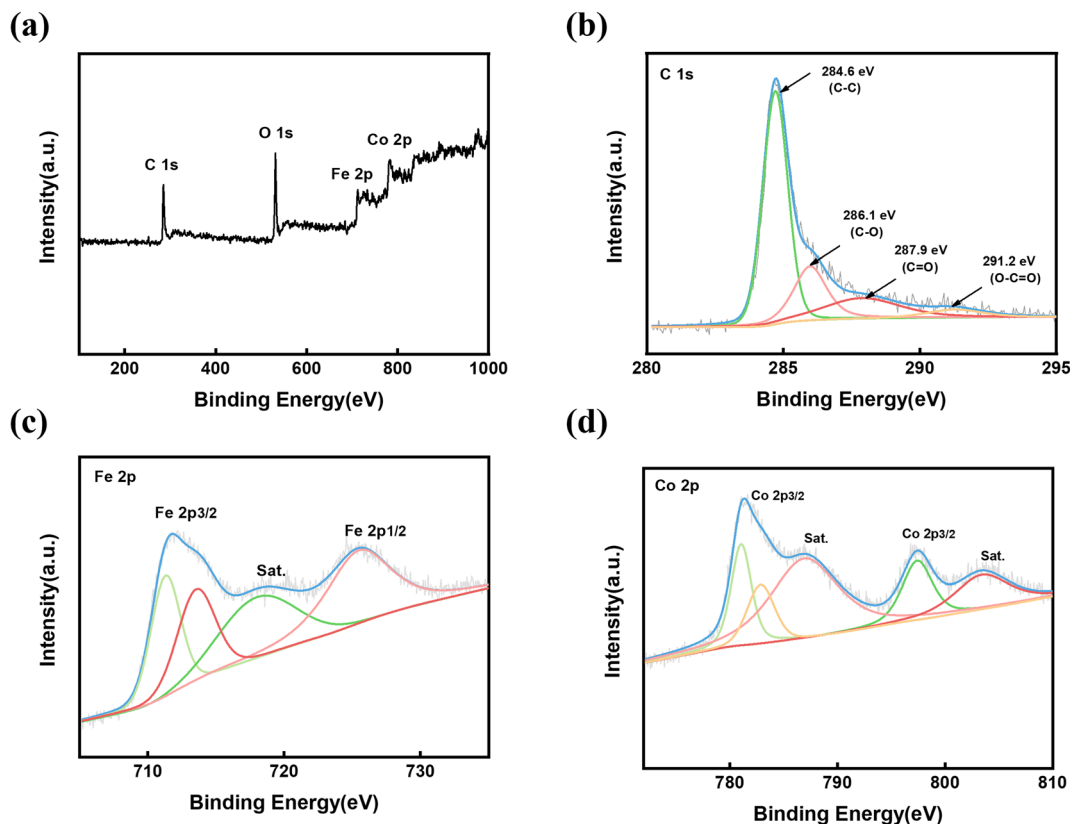 (a)
Intensity(a.u.)
C 1s
O 1s
Fe 2p
Co 2p
200 400 600 800 1000
Binding Energy(eV)
(b)
Intensity(a.u.)
C 1s
284.6 eV
(C-C)
286.1 eV
(C-O)
287.9 eV
(C=O)
291.2 eV
(O-C=O)
280 285 290 295
Binding Energy(eV)
(c)
Intensity(a.u.)
Fe 2p
Fe 2p3/2
Sat.
Fe 2p1/2
710 720 730
Binding Energy(eV)
(d)
Intensity(a.u.)
Co 2p
Co 2p3/2
Sat.
Co 2p3/2
Sat.
780 790 800 810
Binding Energy(eV)